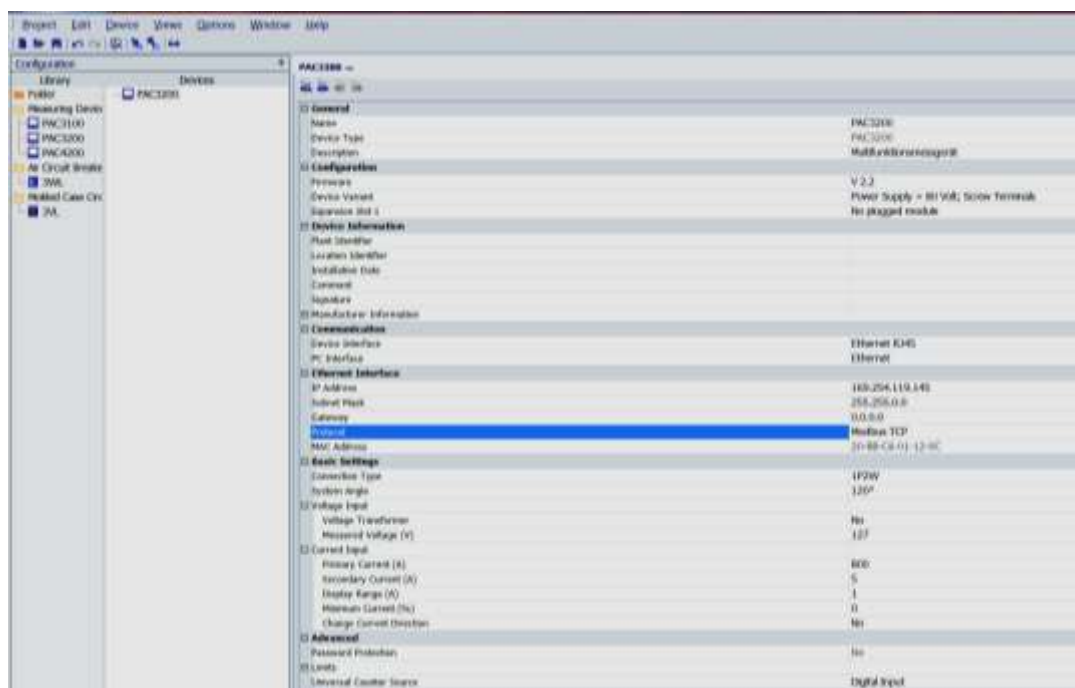 Project Edit Device Views Options Window Help
Configuration
PAC3200
Library Devices
Folder PAC3200
Measuring Devic
PAC3100
PAC3200
PAC4200
Air Circuit Breake
3WL
Molded Case Circ
3VL
General
Name PAC3200
Device Type PAC3200
Description Multifunktionsmessgerät
Configuration
Firmware V 2.2
Device Variant Power Supply = Volt; Screw Terminals
Expansion Slot 1 No plugged module
Device Information
Plant Identifier
Location Identifier
Installation Date
Comment
Signature
Manufacturer Information
Communication
Device Interface Ethernet RJ45
PC Interface Ethernet
Ethernet Interface
IP Address 169.254.119.145
Subnet Mask 255.255.0.0
Gateway 0.0.0.0
Protocol Modbus TCP
MAC Address
Basic Settings
Connection Type 1P2W
System Angle 120°
Voltage Input
Voltage Transformer No
Measured Voltage (V) 127
Current Input
Primary Current (A) 800
Secondary Current (A) 5
Display Range (A) 1
Minimum Current (%) 0
Change Current Direction No
Advanced
Password Protection No
Limits
Universal Counter Source Digital Input